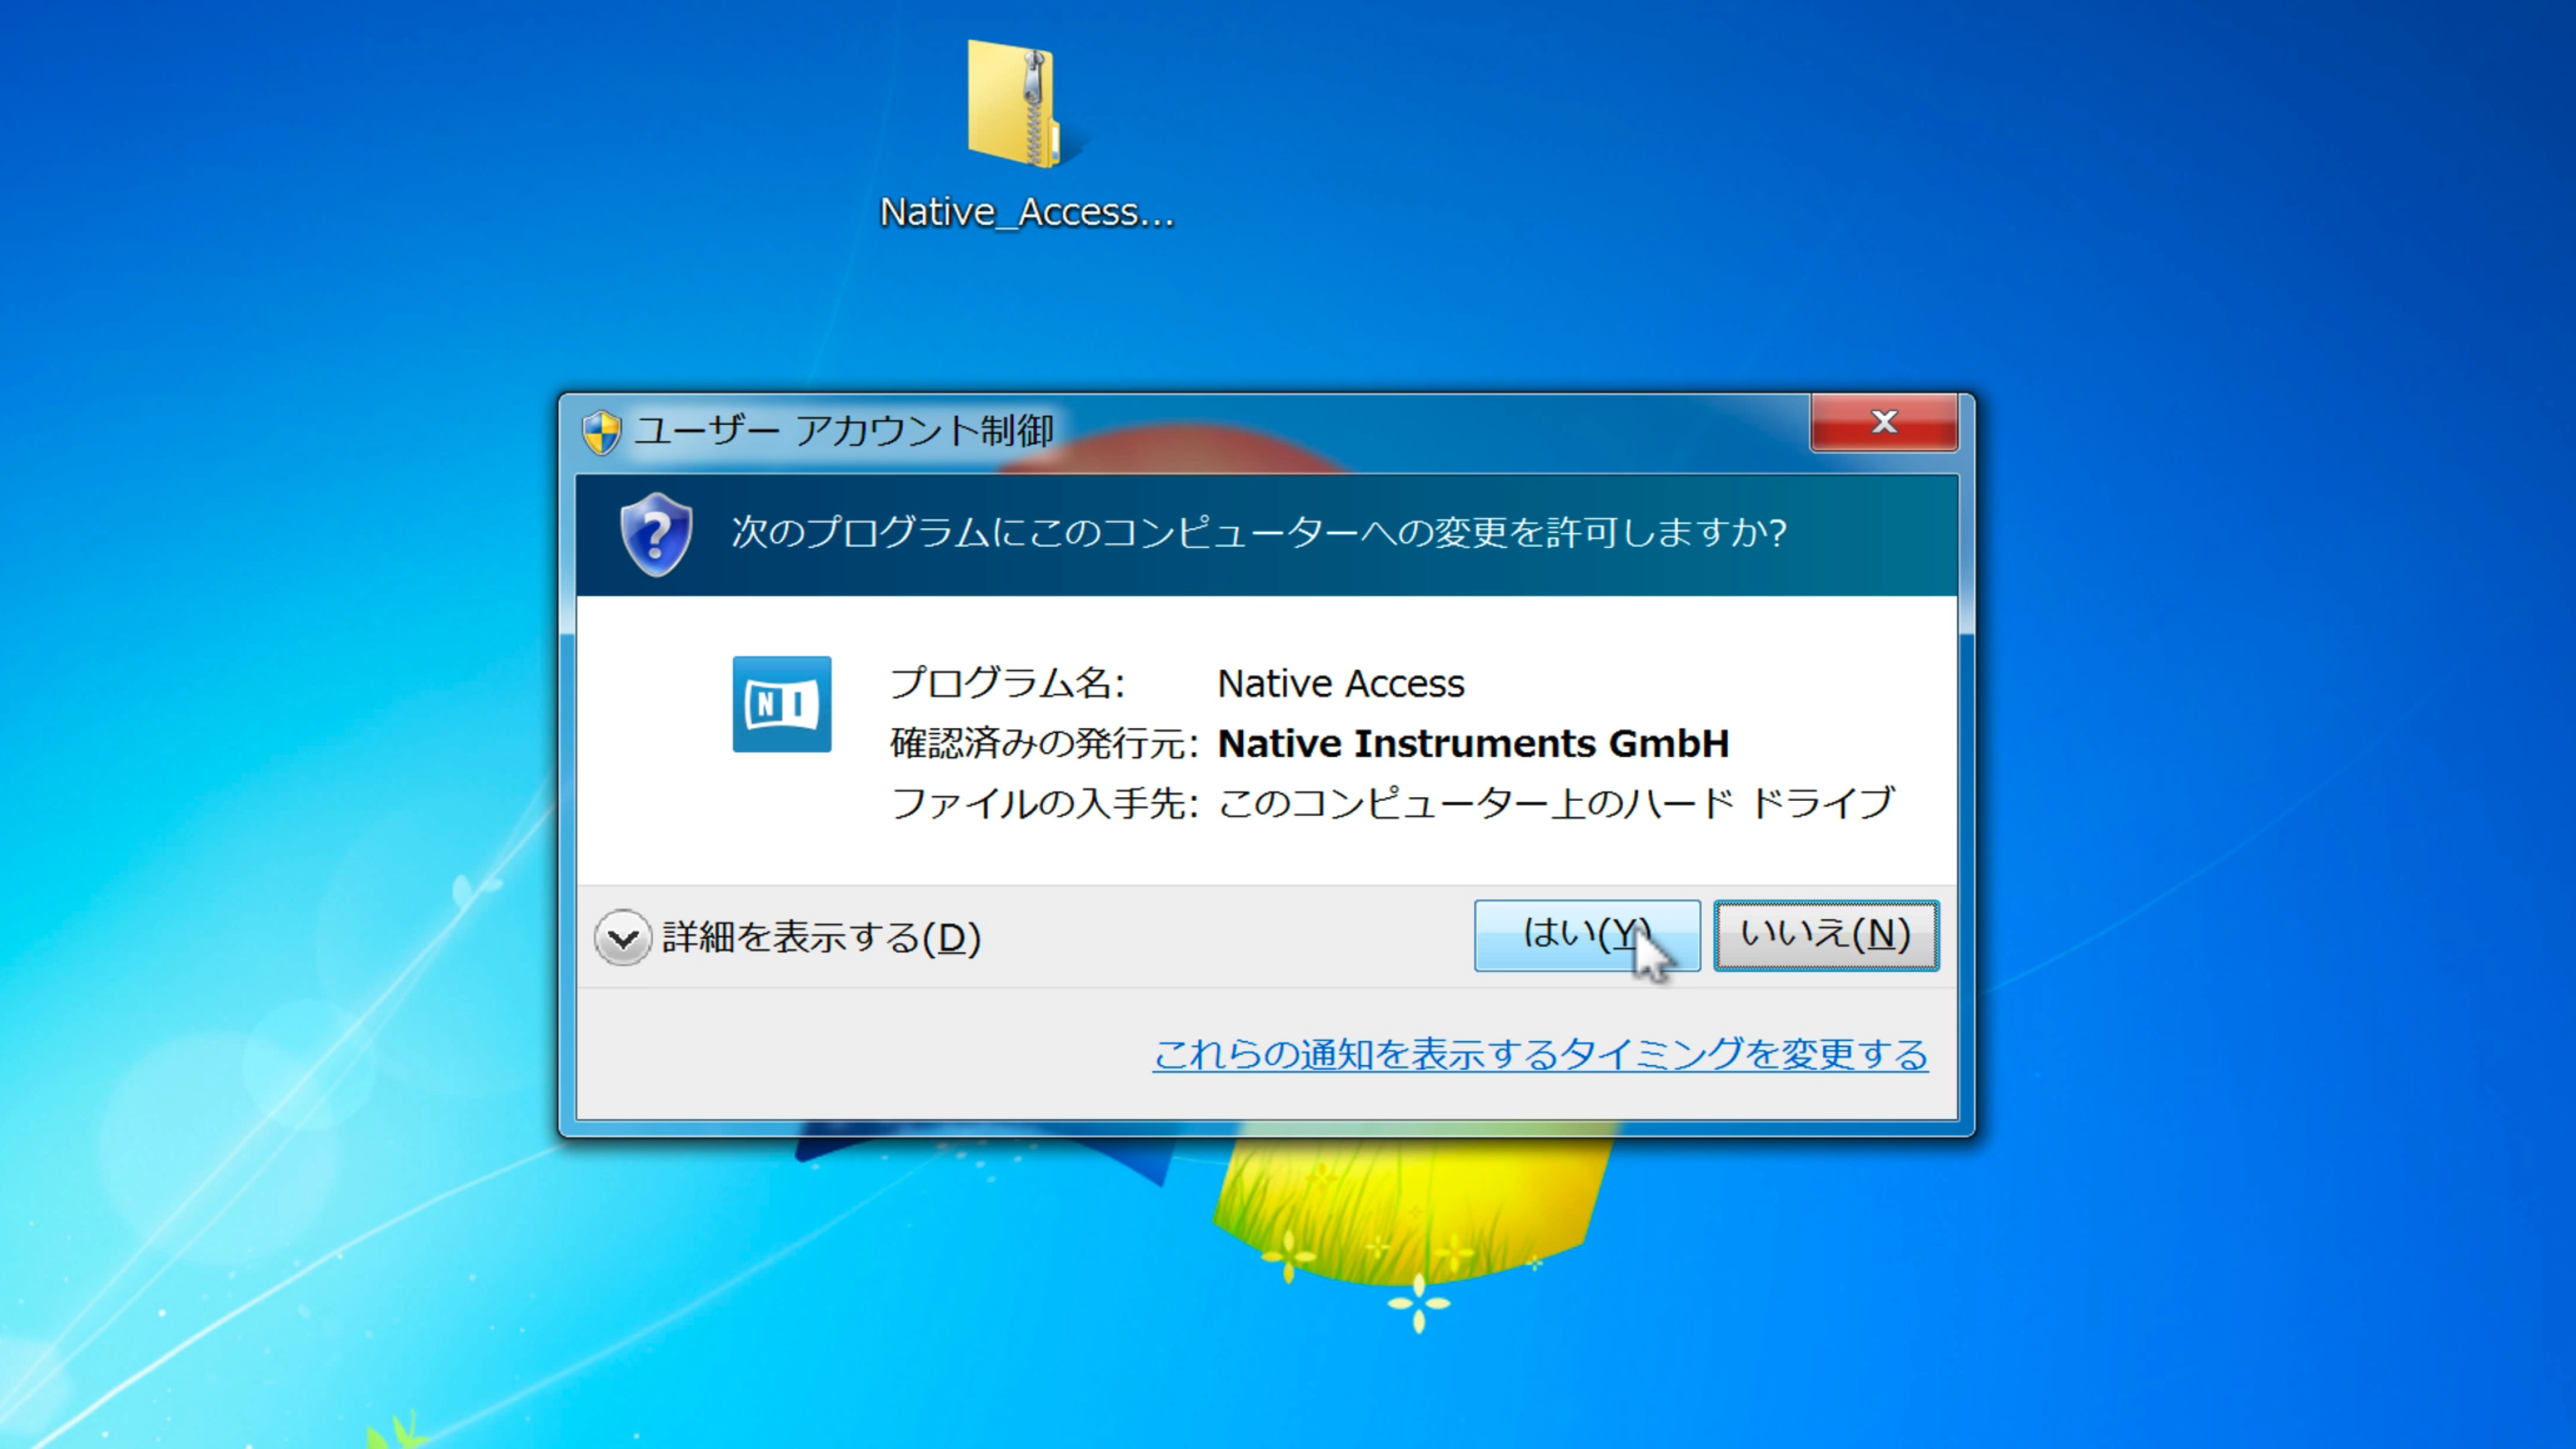 Native_Access...
ユーザー アカウント制御
次のプログラムにこのコンピューターへの変更を許可しますか?
NI
プログラム名: Native Access
確認済みの発行元: Native Instruments GmbH
ファイルの入手先: このコンピューター上のハード ドライブ
詳細を表示する(D)
はい(Y)
いいえ(N)
これらの通知を表示するタイミングを変更する